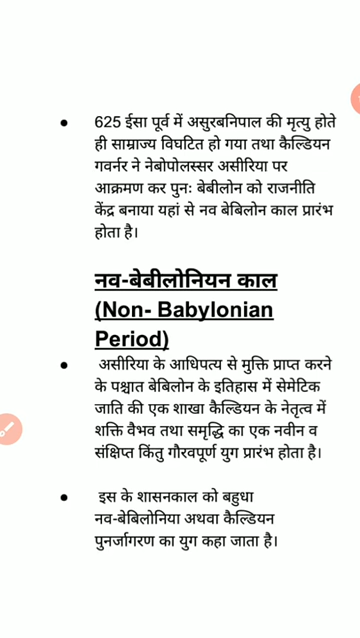 625 ईसा पूर्व में असुरबनिपाल की मृत्यु होते
ही साम्राज्य विघटित हो गया तथा कैल्डियन
गवर्नर ने नेबोपोलस्सर असीरिया पर
आक्रमण कर पुनः बेबीलोन को राजनीति
केंद्र बनाया यहां से नव बेबिलोन काल प्रारंभ
होता है।
नव-बेबीलोनियन काल
(Non- Babylonian
Period)
असीरिया के आधिपत्य से मुक्ति प्राप्त करने
के पश्चात बेबिलोन के इतिहास में सेमेटिक
जाति की एक शाखा कैल्डियन के नेतृत्व में
शक्ति वैभव तथा समृद्धि का एक नवीन व
संक्षिप्त किंतु गौरवपूर्ण युग प्रारंभ होता है।
इस के शासनकाल को बहुधा
नव-बेबिलोनिया अथवा कैल्डियन
पुनर्जागरण का युग कहा जाता है।